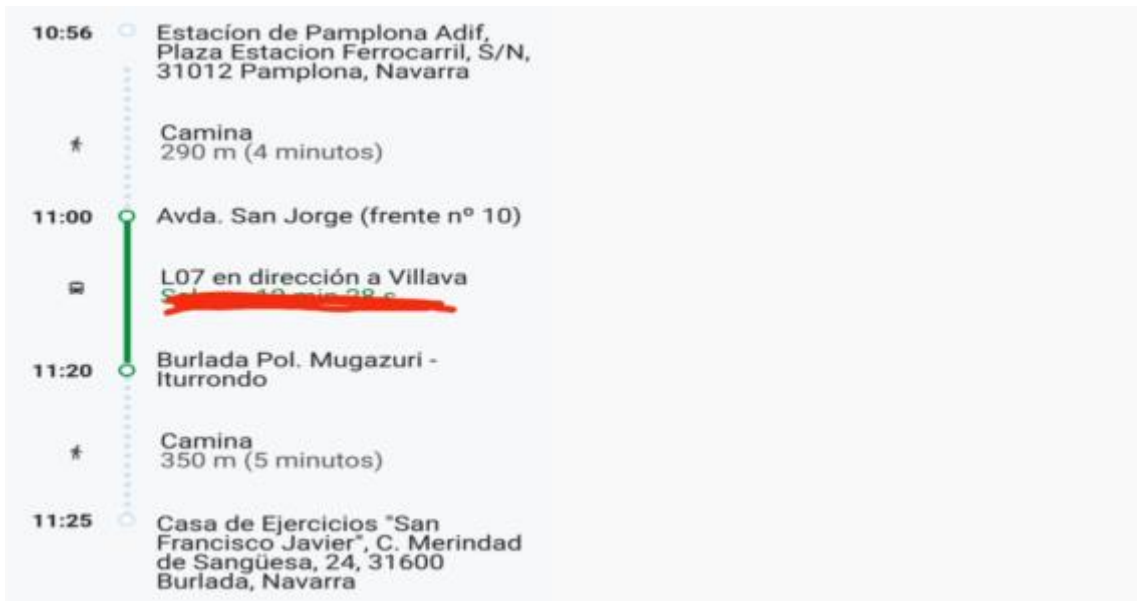 10:56 Estacíon de Pamplona Adif,
Plaza Estacion Ferrocarril, S/N,
31012 Pamplona, Navarra
Camina
290 m (4 minutos)
11:00 Avda. San Jorge (frente nº 10)
L07 en dirección a Villava
11:20 Burlada Pol. Mugazuri -
Iturrondo
Camina
350 m (5 minutos)
11:25 Casa de Ejercicios "San
Francisco Javier", C. Merindad
de Sangüesa, 24, 31600
Burlada, Navarra